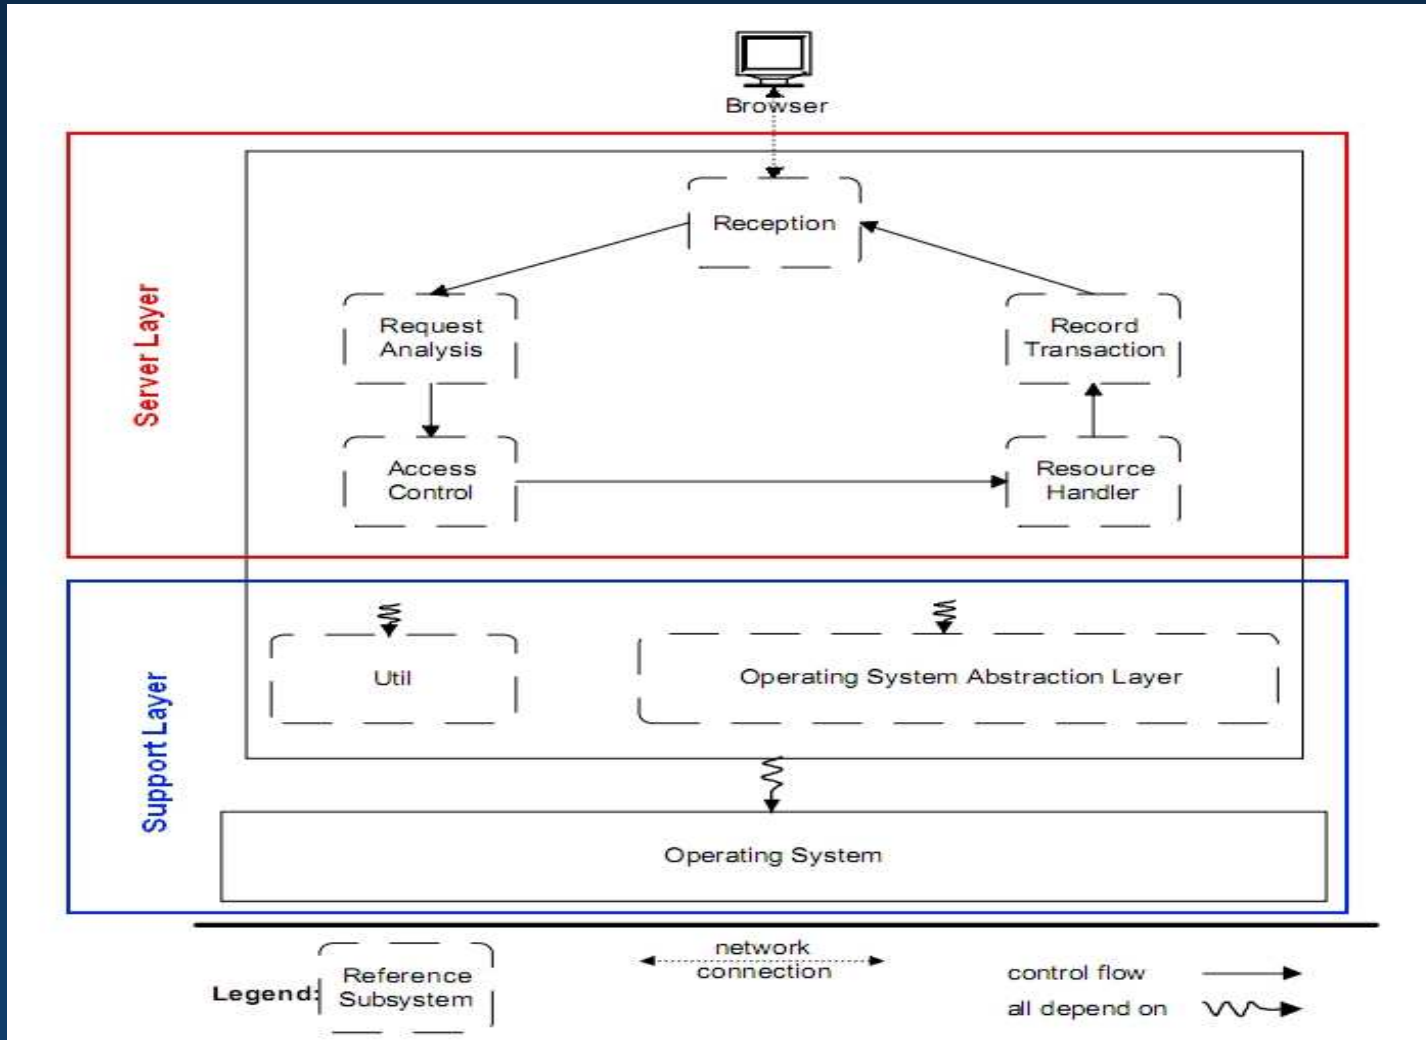 Browser
Server Layer
Reception
Request
Analysis
Record
Transaction
Access
Control
Resource
Handler
Support Layer
Util
Operating System Abstraction Layer
Operating System
Legend:
Reference
Subsystem
network
connection
control flow
all depend on